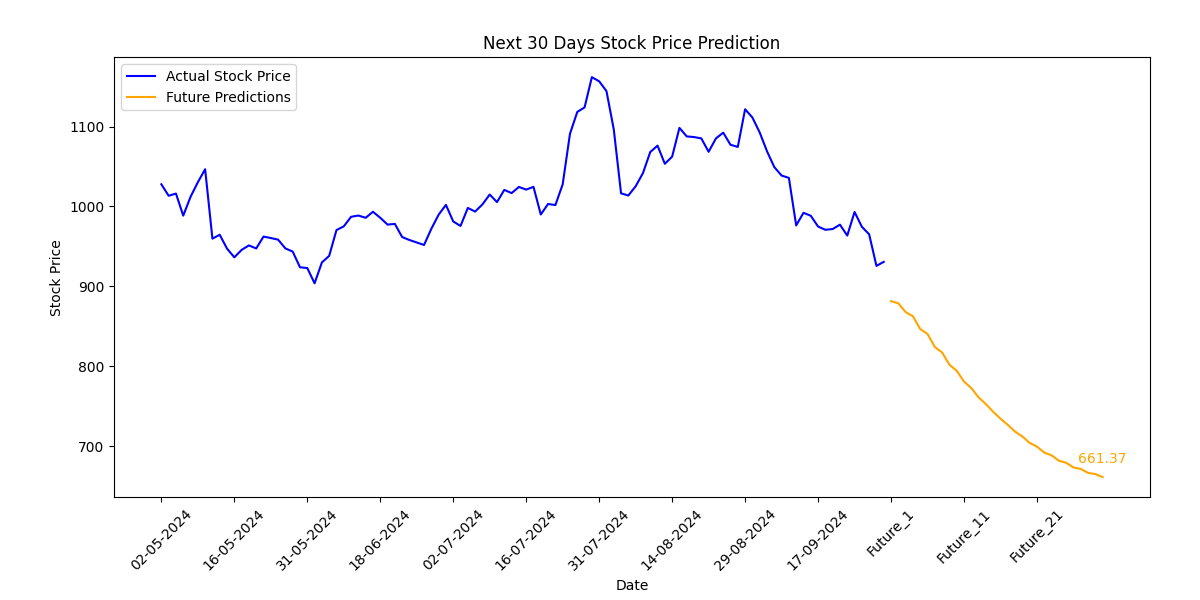 Next 30 Days Stock Price Prediction
Actual Stock Price
Future Predictions
Stock Price
1100
1000
900
800
700
661.37
02-05-2024
16-05-2024
31-05-2024
18-06-2024
02-07-2024
16-07-2024
31-07-2024
14-08-2024
29-08-2024
17-09-2024
Future_1
Future_11
Future_21
Date